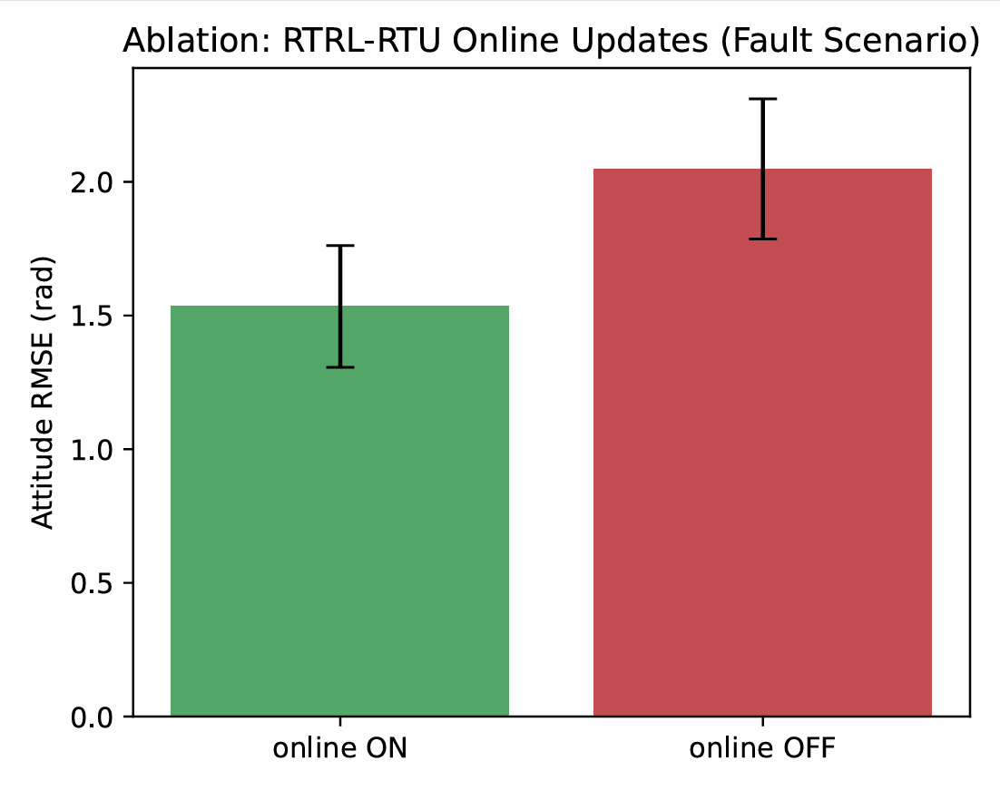 Ablation: RTRL-RTU Online Updates (Fault Scenario)
Attitude RMSE (rad)
2.0
1.5
1.0
0.5
0.0
online ON
online OFF